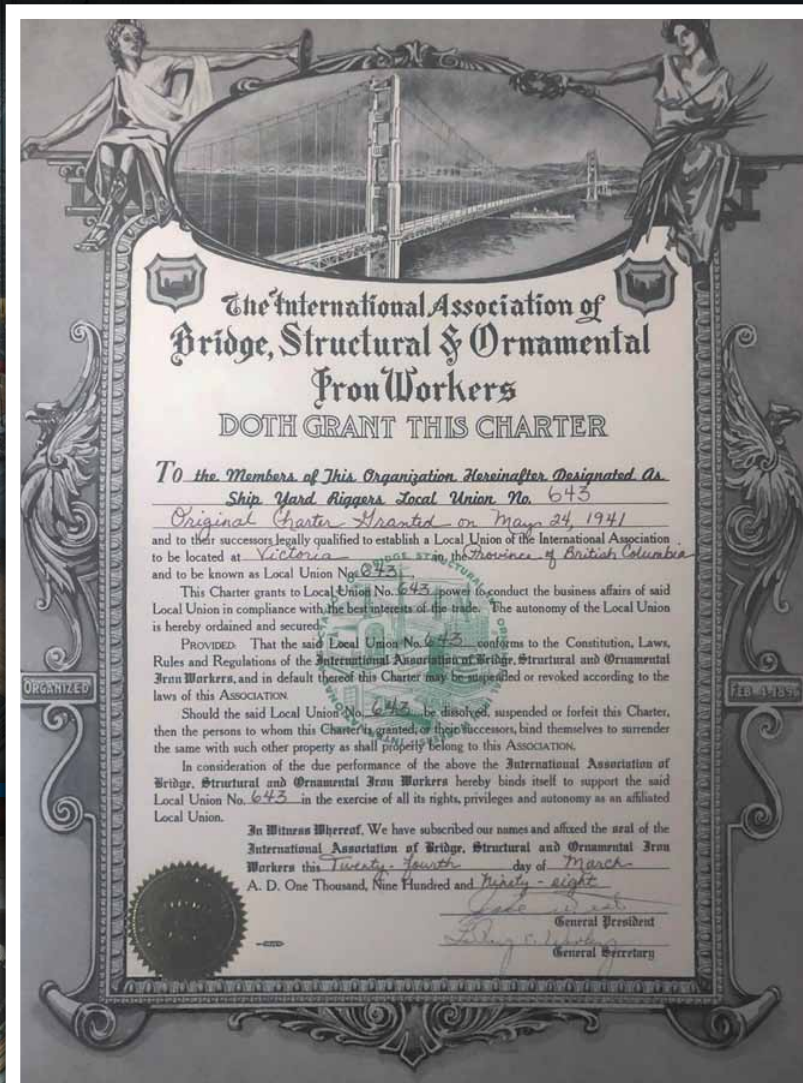 The International Association of
Bridge, Structural & Ornamental
Iron Workers
DOTH GRANT THIS CHARTER
To the Members of This Organization Hereinafter Designated As
Ship Yard Riggers Local Union No. 643
Original Charter Granted on May 24, 1941
and to their successors legally qualified to establish a Local Union of the International Association
to be located at Victoria in the Province of British Columbia
and to be known as Local Union No. 643
This Charter grants to Local Union No. 643 power to conduct the business affairs of said
Local Union in compliance with the best interests of the trade. The autonomy of the Local Union
is hereby ordained and secured.
PROVIDED: That the said Local Union No. 643 conforms to the Constitution, Laws,
Rules and Regulations of the International Association of Bridge, Structural and Ornamental
Iron Workers, and in default thereof this Charter may be suspended or revoked according to the
laws of this ASSOCIATION.
Should the said Local Union No. 643 be dissolved, suspended or forfeit this Charter,
then the persons to whom this Charter is granted, or their successors, bind themselves to surrender
the same with such other property as shall properly belong to this ASSOCIATION.
In consideration of the due performance of the above the International Association of
Bridge, Structural and Ornamental Iron Workers hereby binds itself to support the said
Local Union No. 643 in the exercise of all its rights, privileges and autonomy as an affiliated
Local Union.
ORGANIZED
FEB-4-1896
In Witness Whereof, We have subscribed our names and affixed the seal of the
International Association of Bridge, Structural and Ornamental Iron
Workers this Twenty-fourth day of March
A. D. One Thousand, Nine Hundred and Ninety-eight
General President
General Secretary